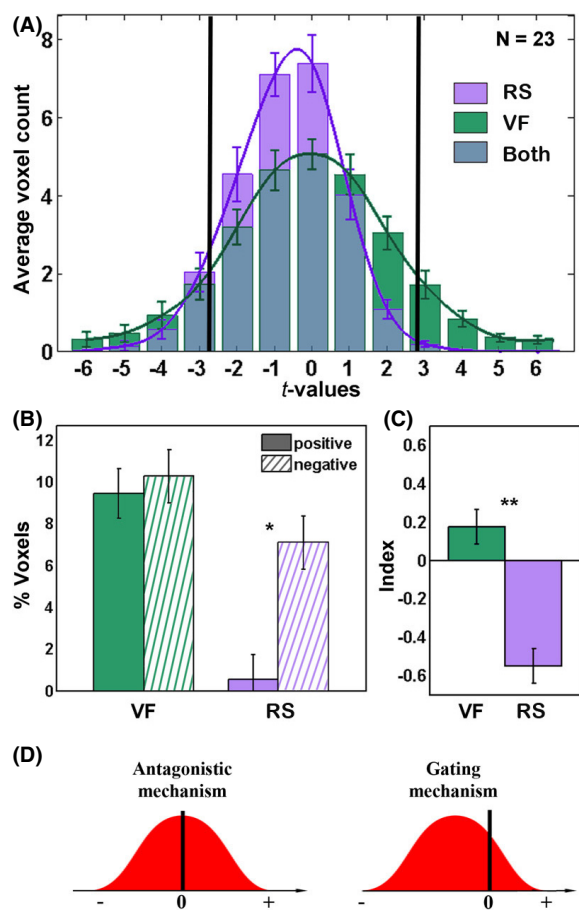 (A)
N = 23
RS
VF
Both
Average voxel count
8
6
4
2
0
-6 -5 -4 -3 -2 -1 0 1 2 3 4 5 6
t-values
(B)
positive
negative
% Voxels
12
10
8
6
4
2
0
*
VF RS
(C)
Index
0.6
0.4
0.2
0
-0.2
-0.4
-0.6
**
VF RS
(D)
Antagonistic
mechanism
- 0 +
Gating
mechanism
- 0 +